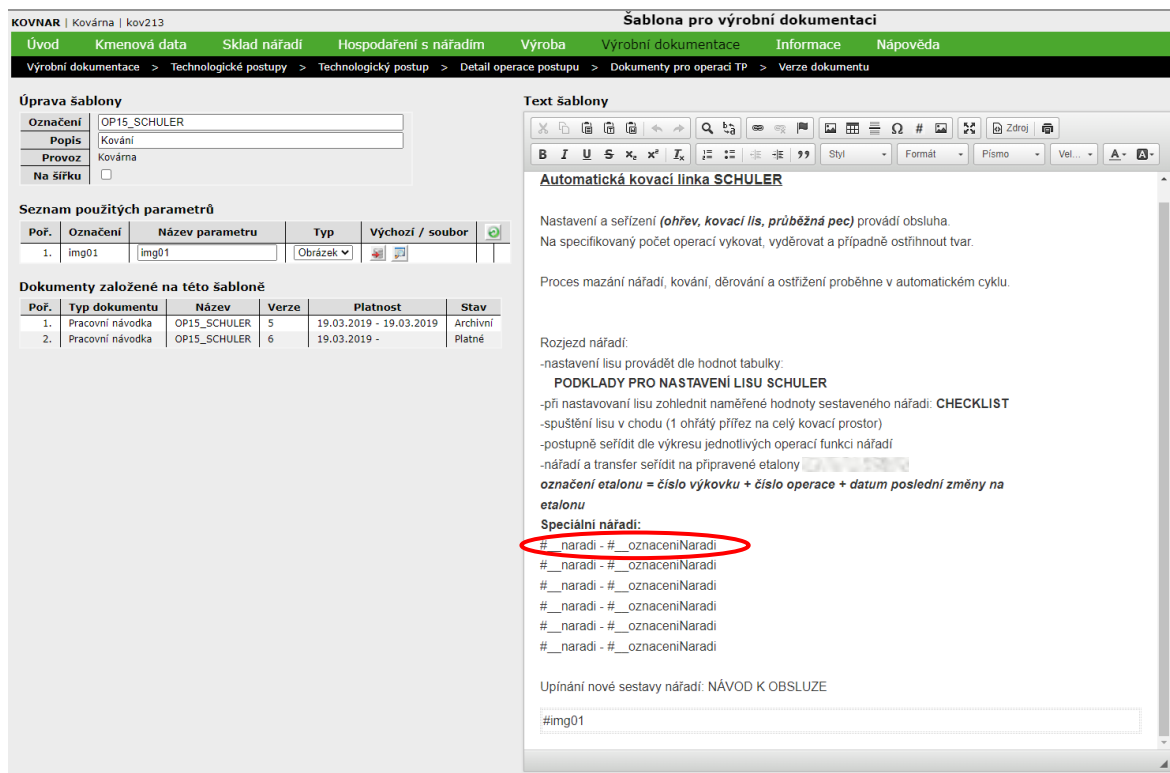 KOVNAR | Kovárna | kov213
Šablona pro výrobní dokumentaci
Úvod Kmenová data Sklad nářadí Hospodaření s nářadím Výroba Výrobní dokumentace Informace Nápověda
Výrobní dokumentace > Technologické postupy > Technologický postup > Detail operace postupu > Dokumenty pro operaci TP > Verze dokumentu
Úprava šablony
Označení OP15_SCHULER
Popis Kování
Provoz Kovárna
Na šířku
Seznam použitých parametrů
Poř. Označení Název parametru Typ Výchozí / soubor
1. img01 img01 Obrázek
Dokumenty založené na této šabloně
Poř. Typ dokumentu Název Verze Platnost Stav
1. Pracovní návodka OP15_SCHULER 5 19.03.2019 - 19.03.2019 Archivní
2. Pracovní návodka OP15_SCHULER 6 19.03.2019 - Platné
Text šablony
Zdroj
B I U S x₂ x² Iₓ Styl Formát Písmo Vel... A A
Automatická kovací linka SCHULER
Nastavení a seřízení (ohřev, kovací lis, průběžná pec) provádí obsluha.
Na specifikovaný počet operací vykovat, vyděrovat a případně ostřihnout tvar.
Proces mazání nářadí, kování, děrování a ostřižení proběhne v automatickém cyklu.
Rozjezd nářadí:
-nastavení lisu provádět dle hodnot tabulky:
PODKLADY PRO NASTAVENÍ LISU SCHULER
-při nastavovaní lisu zohlednit naměřené hodnoty sestaveného nářadi: CHECKLIST
-spuštění lisu v chodu (1 ohřátý přířez na celý kovací prostor)
-postupně seřídit dle výkresu jednotlivých operací funkci nářadí
-nářadí a transfer seřídit na připravené etalony
označení etalonu = číslo výkovku + číslo operace + datum poslední změny na
etalonu
Speciální nářadí:
#__naradi - #__oznaceniNaradi
#__naradi - #__oznaceniNaradi
#__naradi - #__oznaceniNaradi
#__naradi - #__oznaceniNaradi
#__naradi - #__oznaceniNaradi
#__naradi - #__oznaceniNaradi
Upínání nové sestavy nářadí: NÁVOD K OBSLUZE
#img01